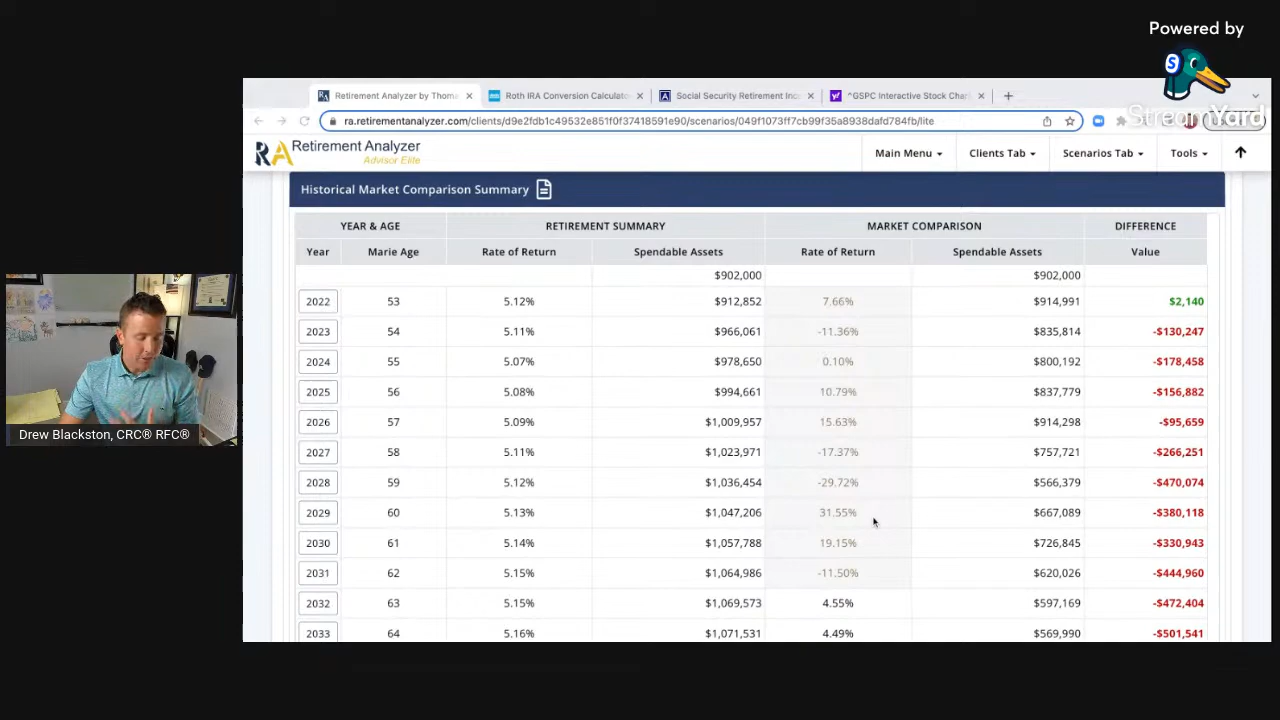 Powered by
S
StreamYard
Retirement Analyzer by Thoma
Roth IRA Conversion Calculato
Social Security Retirement Inc
^GSPC Interactive Stock Char
ra.retirementanalyzer.com/clients/d9e2fdb1c49532e851f0f37418591e90/scenarios/049f1073ff7cb99f35a8938dafd784fb/lite
RA Retirement Analyzer
Advisor Elite
Main Menu
Clients Tab
Scenarios Tab
Tools
Historical Market Comparison Summary
YEAR & AGE RETIREMENT SUMMARY MARKET COMPARISON DIFFERENCE
Year Marie Age Rate of Return Spendable Assets Rate of Return Spendable Assets Value
$902,000 $902,000
2022 53 5.12% $912,852 7.66% $914,991 $2,140
2023 54 5.11% $966,061 -11.36% $835,814 -$130,247
2024 55 5.07% $978,650 0.10% $800,192 -$178,458
2025 56 5.08% $994,661 10.79% $837,779 -$156,882
2026 57 5.09% $1,009,957 15.63% $914,298 -$95,659
2027 58 5.11% $1,023,971 -17.37% $757,721 -$266,251
2028 59 5.12% $1,036,454 -29.72% $566,379 -$470,074
2029 60 5.13% $1,047,206 31.55% $667,089 -$380,118
2030 61 5.14% $1,057,788 19.15% $726,845 -$330,943
2031 62 5.15% $1,064,986 -11.50% $620,026 -$444,960
2032 63 5.15% $1,069,573 4.55% $597,169 -$472,404
2033 64 5.16% $1,071,531 4.49% $569,990 -$501,541
Drew Blackston, CRC® RFC®